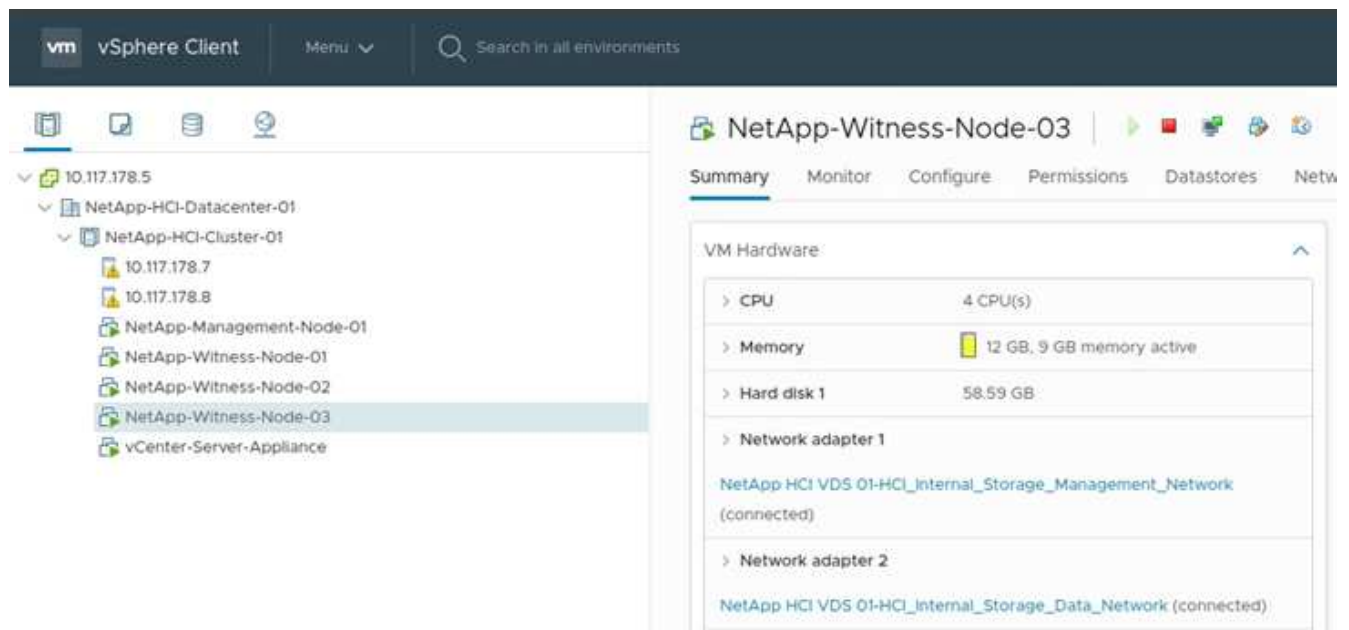 vm vSphere Client Menu Search in all environments
10.117.178.5
NetApp-HCI-Datacenter-01
NetApp-HCI-Cluster-01
10.117.178.7
10.117.178.8
NetApp-Management-Node-01
NetApp-Witness-Node-01
NetApp-Witness-Node-02
NetApp-Witness-Node-03
vCenter-Server-Appliance
NetApp-Witness-Node-03
Summary Monitor Configure Permissions Datastores Netw
VM Hardware
CPU 4 CPU(s)
Memory 12 GB, 9 GB memory active
Hard disk 1 58.59 GB
Network adapter 1
NetApp HCI VDS 01-HCI_Internal_Storage_Management_Network
(connected)
Network adapter 2
NetApp HCI VDS 01-HCI_Internal_Storage_Data_Network (connected)